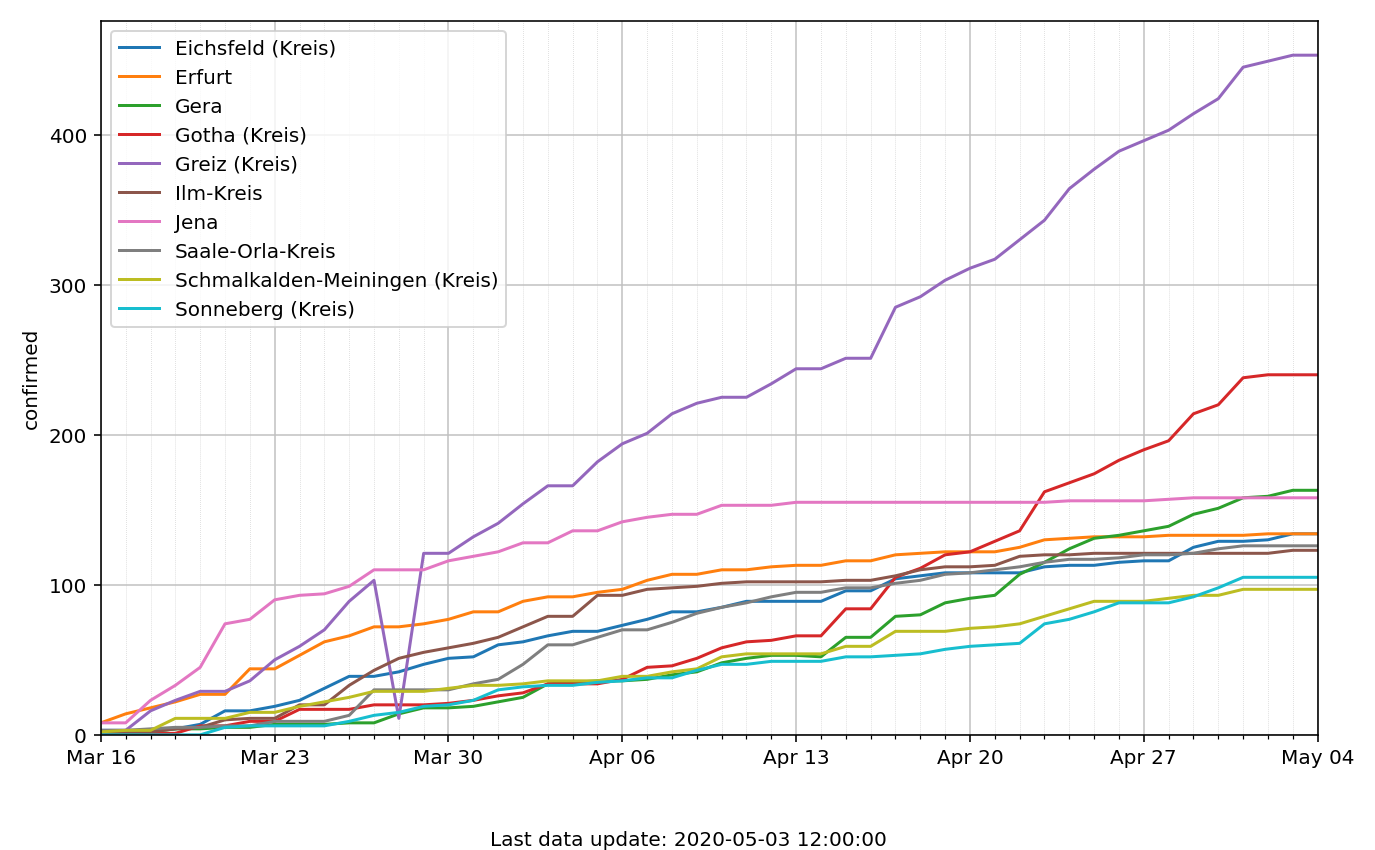 Eichsfeld (Kreis)
Erfurt
Gera
Gotha (Kreis)
Greiz (Kreis)
Ilm-Kreis
Jena
Saale-Orla-Kreis
Schmalkalden-Meiningen (Kreis)
Sonneberg (Kreis)
confirmed
400
300
200
100
0
Mar 16 Mar 23 Mar 30 Apr 06 Apr 13 Apr 20 Apr 27 May 04
Last data update: 2020-05-03 12:00:00